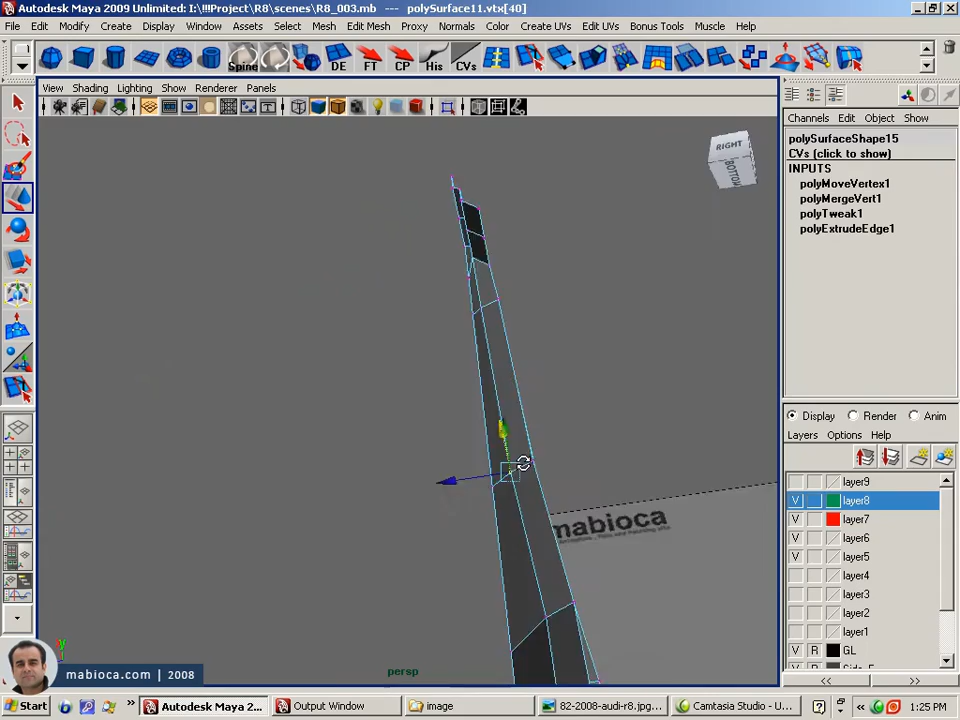 Autodesk Maya 2009 Unlimited: I:\!!!Project\R8\scenes\R8_003.mb   ---   polySurface11.vtx[40]
File Edit Modify Create Display Window Assets Select Mesh Edit Mesh Proxy Normals Color Create UVs Edit UVs Bonus Tools Muscle Help
Spine DE FT CP His CVs
View Shading Lighting Show Renderer Panels
Channels Edit Object Show
polySurfaceShape15
CVs (click to show)
INPUTS
polyMoveVertex1
polyMergeVert1
polyTweak1
polyExtrudeEdge1
RIGHT
BOTTOM
mabioca
Display Render Anim
Layers Options Help
layer9
V layer8
V layer7
V layer6
V layer5
layer4
layer3
layer2
layer1
V R GL
y
persp
mabioca.com | 2008
<< >>
Start Autodesk Maya 2... Output Window image 82-2008-audi-r8.jpg... Camtasia Studio - U... 1:25 PM